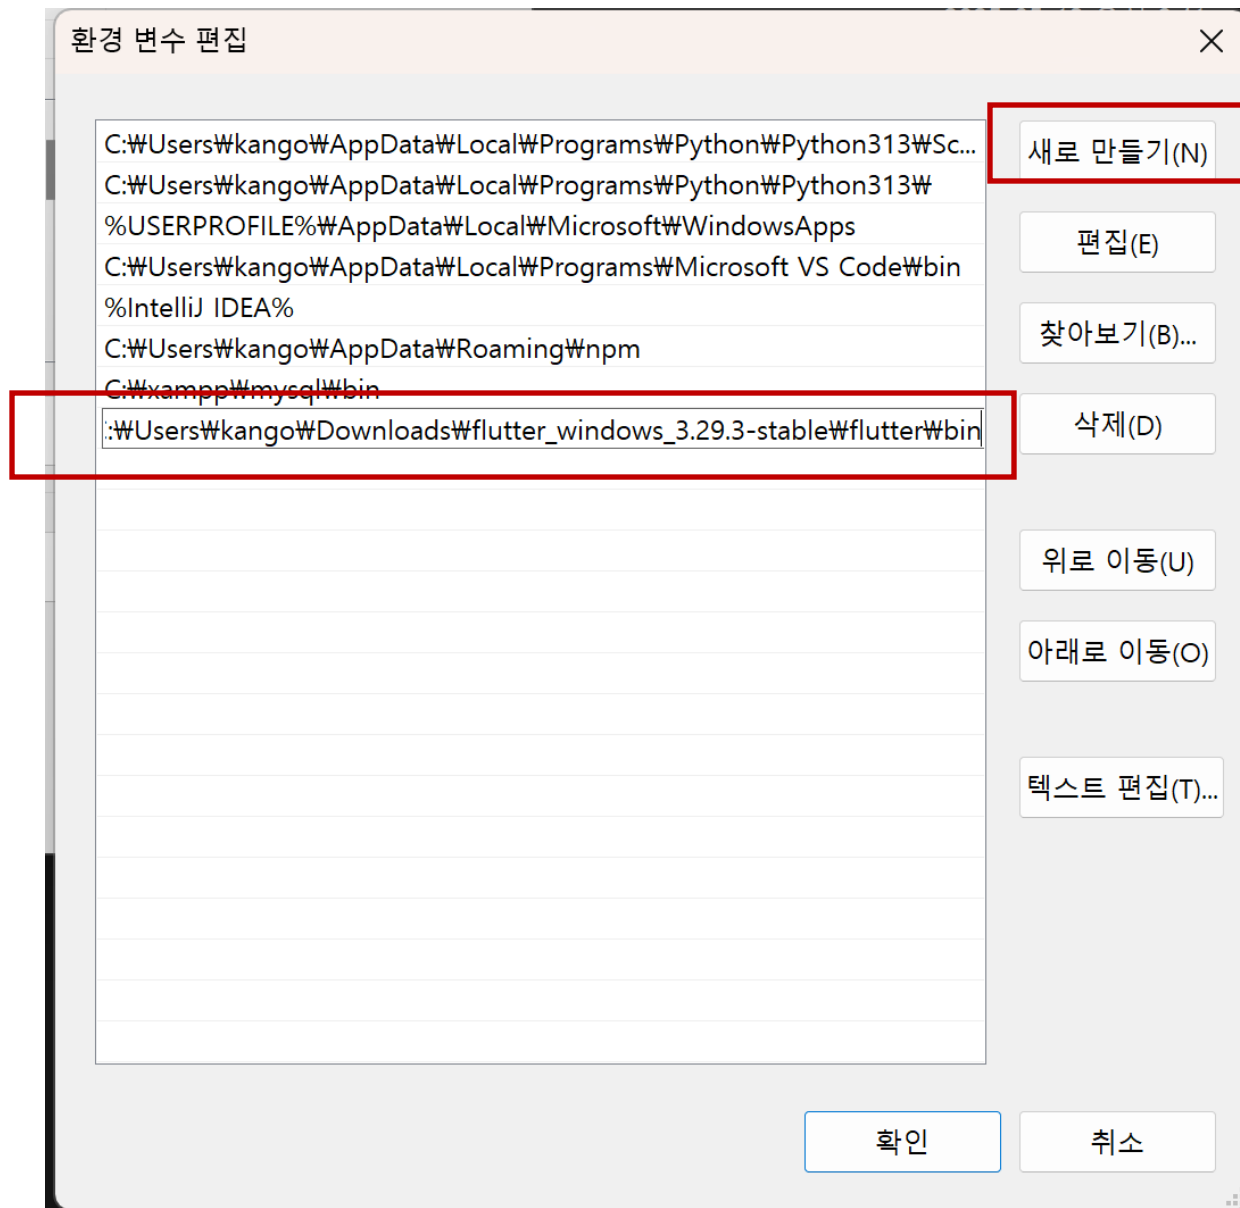 환경 변수 편집
C:₩Users₩kango₩AppData₩Local₩Programs₩Python₩Python313₩Sc...
C:₩Users₩kango₩AppData₩Local₩Programs₩Python₩Python313₩
%USERPROFILE%₩AppData₩Local₩Microsoft₩WindowsApps
C:₩Users₩kango₩AppData₩Local₩Programs₩Microsoft VS Code₩bin
%IntelliJ IDEA%
C:₩Users₩kango₩AppData₩Roaming₩npm
C:₩xampp₩mysql₩bin
:₩Users₩kango₩Downloads₩flutter_windows_3.29.3-stable₩flutter₩bin
새로 만들기(N)
편집(E)
찾아보기(B)...
삭제(D)
위로 이동(U)
아래로 이동(O)
텍스트 편집(T)...
확인
취소